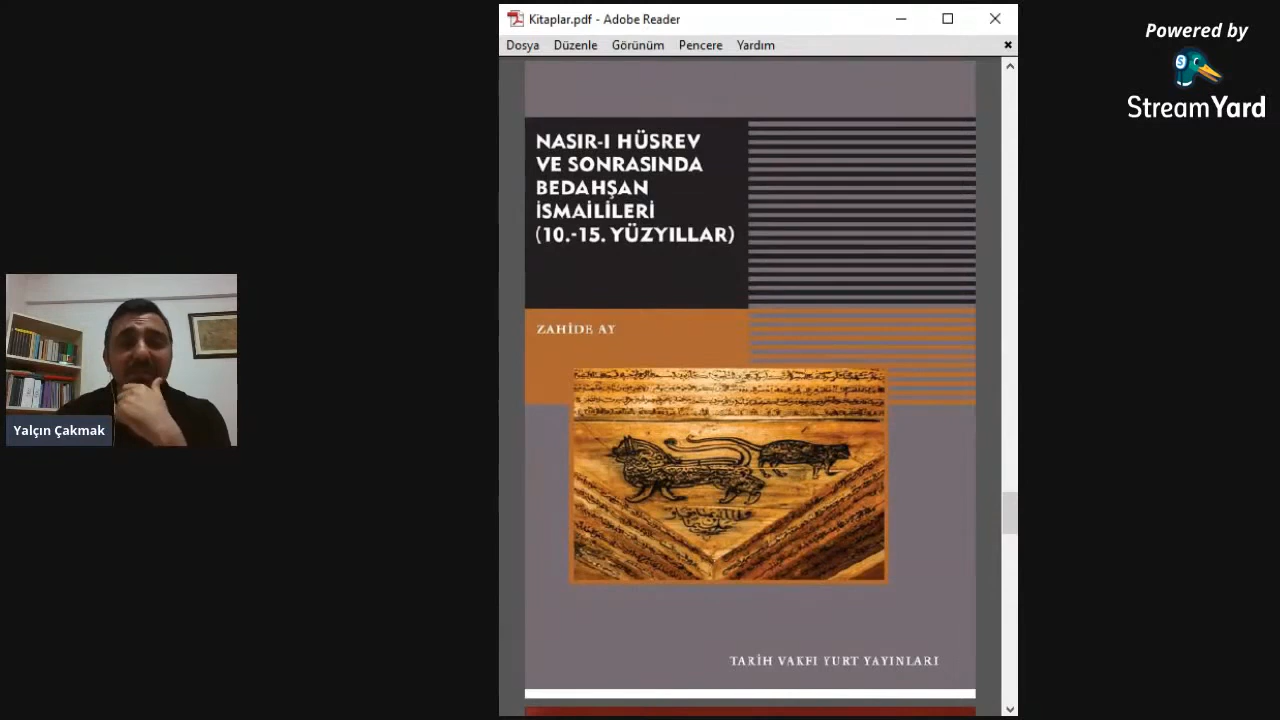 Kitaplar.pdf - Adobe Reader
Dosya Düzenle Görünüm Pencere Yardım
Powered by
StreamYard
NASIR-I HÜSREV
VE SONRASINDA
BEDAHŞAN
İSMAİLİLERİ
(10.-15. YÜZYILLAR)
ZAHİDE AY
TARİH VAKFI YURT YAYINLARI
Yalçın Çakmak